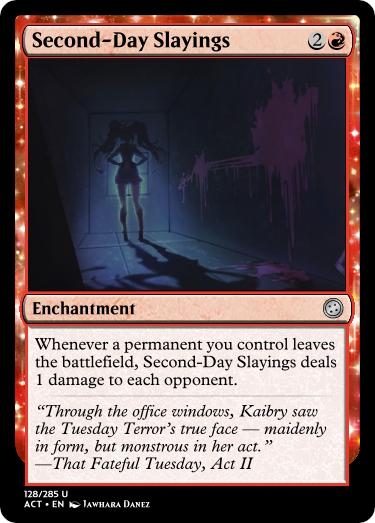 Second-Day Slayings 2
Enchantment
Whenever a permanent you control leaves
the battlefield, Second-Day Slayings deals
1 damage to each opponent.
“Through the office windows, Kaibry saw
the Tuesday Terror’s true face — maidenly
in form, but monstrous in her act.”
—That Fateful Tuesday, Act II
128/285 U
ACT • EN Jawhara Danez